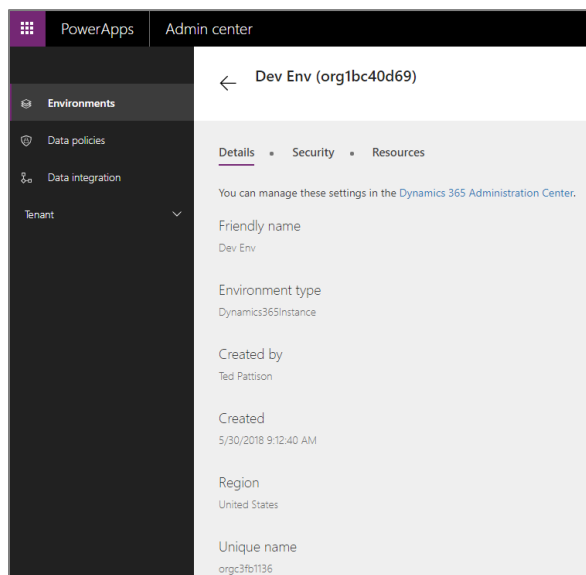 PowerApps
Admin center
Dev Env (org1bc40d69)
Environments
Data policies
Data integration
Tenant
Details
Security
Resources
You can manage these settings in the Dynamics 365 Administration Center.
Friendly name
Dev Env
Environment type
Dynamics365Instance
Created by
Ted Pattison
Created
5/30/2018 9:12:40 AM
Region
United States
Unique name
orgc3fb1136